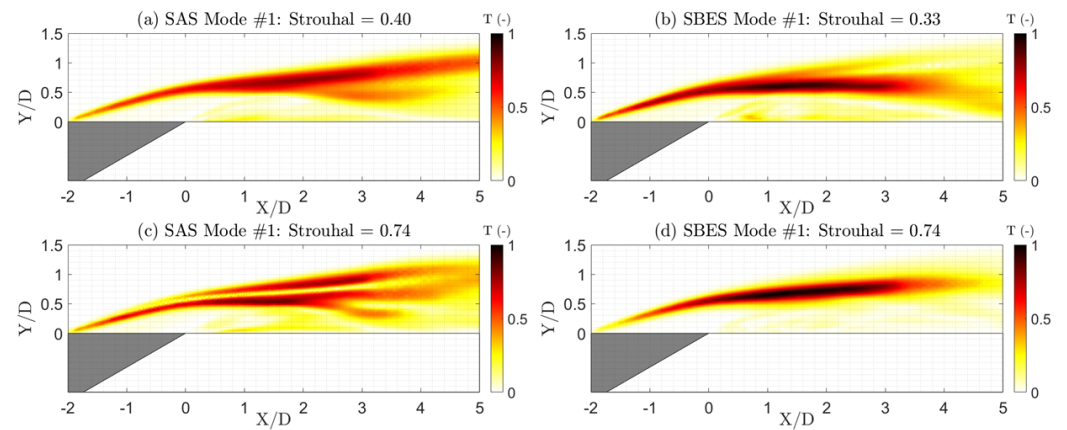 (a) SAS Mode #1: Strouhal = 0.40
T (-)
1.5
1
0.5
0
Y/D
-2 -1 0 1 2 3 4 5
X/D
1
0.5
0
(b) SBES Mode #1: Strouhal = 0.33
T (-)
1.5
1
0.5
0
Y/D
-2 -1 0 1 2 3 4 5
X/D
1
0.5
0
(c) SAS Mode #1: Strouhal = 0.74
T (-)
1.5
1
0.5
0
Y/D
-2 -1 0 1 2 3 4 5
X/D
1
0.5
0
(d) SBES Mode #1: Strouhal = 0.74
T (-)
1.5
1
0.5
0
Y/D
-2 -1 0 1 2 3 4 5
X/D
1
0.5
0